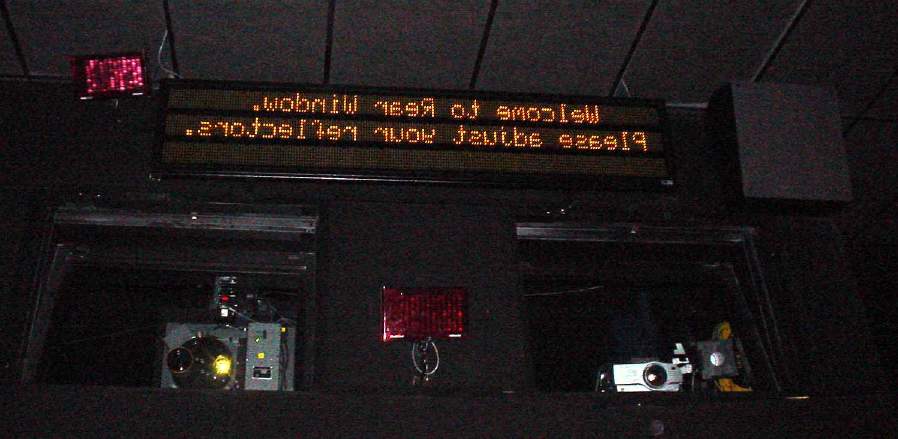 Welcome to Rear Window.
Please adjust your reflectors.